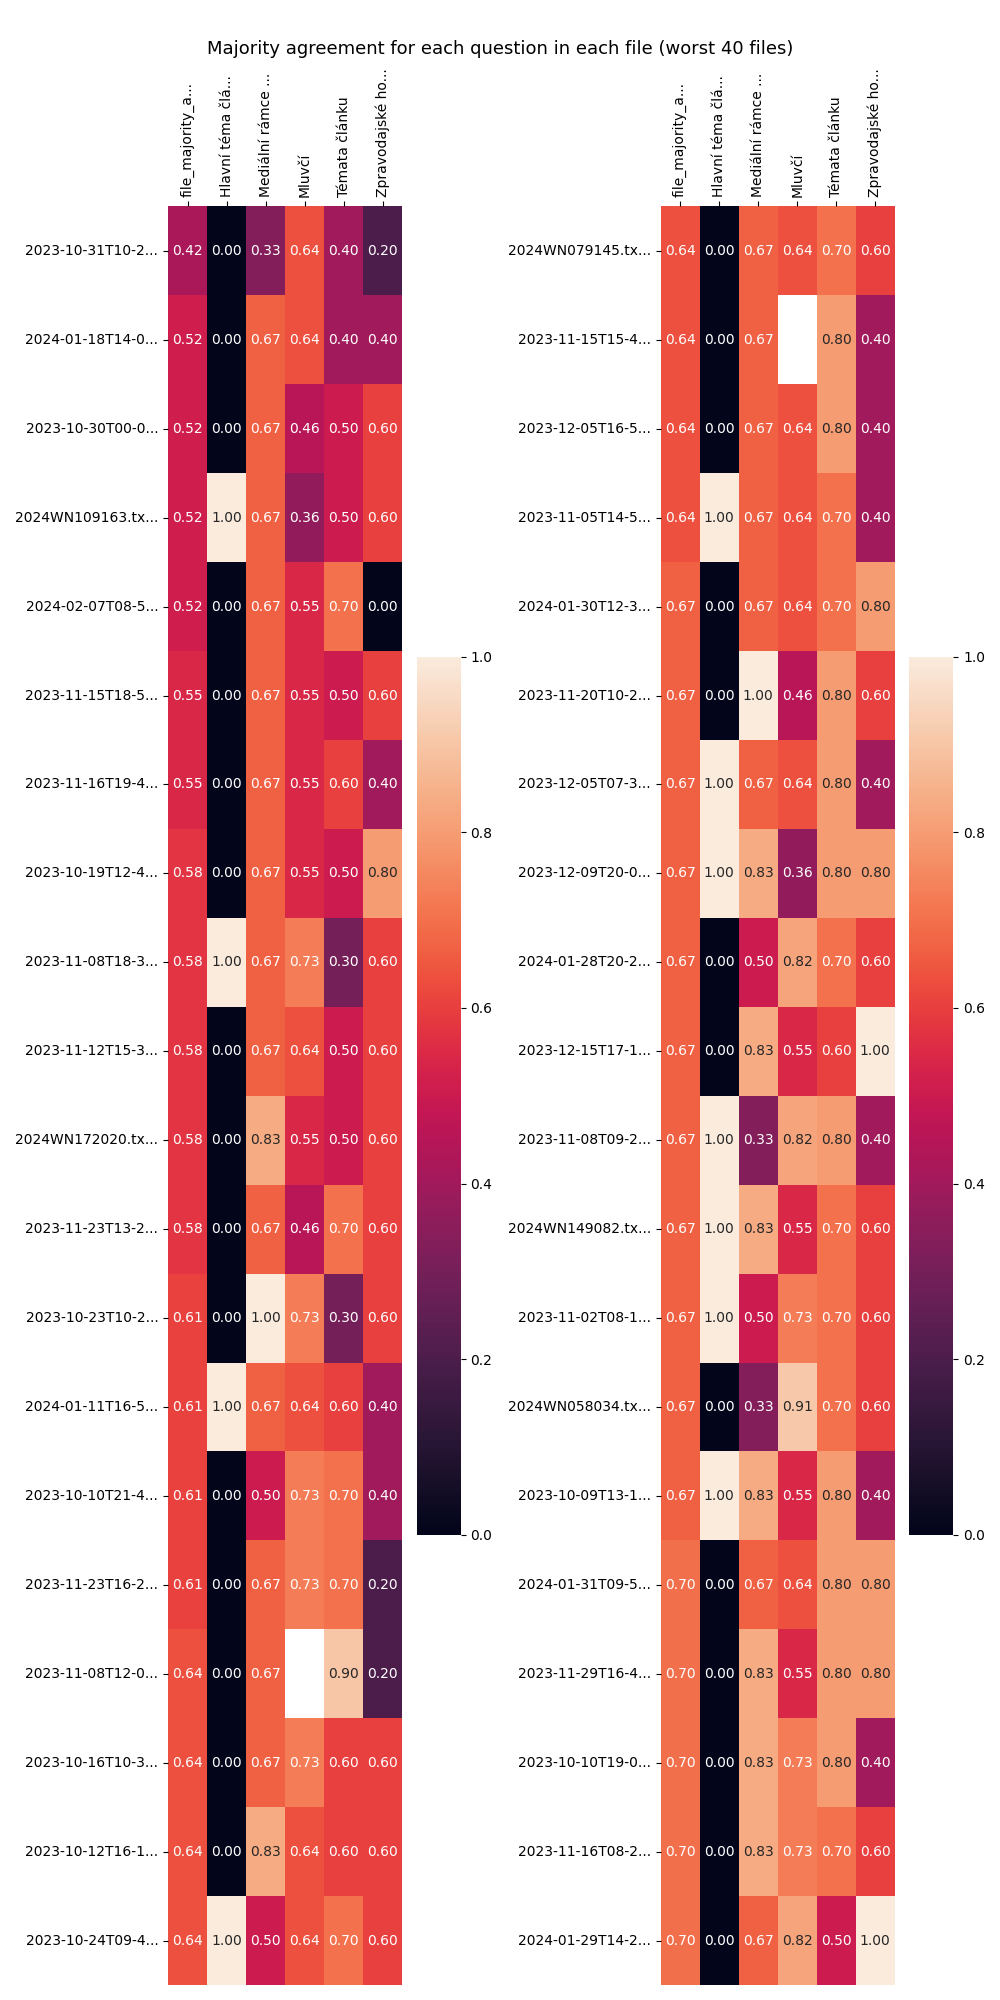 Majority agreement for each question in each file (worst 40 files)
file_majority_a...
Hlavní téma člá...
Mediální rámce ...
Mluvčí
Témata článku
Zpravodajské ho...
2023-10-31T10-2... 0.42 0.00 0.33 0.64 0.40 0.20
2024-01-18T14-0... 0.52 0.00 0.67 0.64 0.40 0.40
2023-10-30T00-0... 0.52 0.00 0.67 0.46 0.50 0.60
2024WN109163.tx... 0.52 1.00 0.67 0.36 0.50 0.60
2024-02-07T08-5... 0.52 0.00 0.67 0.55 0.70 0.00
2023-11-15T18-5... 0.55 0.00 0.67 0.55 0.50 0.60
2023-11-16T19-4... 0.55 0.00 0.67 0.55 0.60 0.40
2023-10-19T12-4... 0.58 0.00 0.67 0.55 0.50 0.80
2023-11-08T18-3... 0.58 1.00 0.67 0.73 0.30 0.60
2023-11-12T15-3... 0.58 0.00 0.67 0.64 0.50 0.60
2024WN172020.tx... 0.58 0.00 0.83 0.55 0.50 0.60
2023-11-23T13-2... 0.58 0.00 0.67 0.46 0.70 0.60
2023-10-23T10-2... 0.61 0.00 1.00 0.73 0.30 0.60
2024-01-11T16-5... 0.61 1.00 0.67 0.64 0.60 0.40
2023-10-10T21-4... 0.61 0.00 0.50 0.73 0.70 0.40
2023-11-23T16-2... 0.61 0.00 0.67 0.73 0.70 0.20
2023-11-08T12-0... 0.64 0.00 0.67 0.90 0.20
2023-10-16T10-3... 0.64 0.00 0.67 0.73 0.60 0.60
2023-10-12T16-1... 0.64 0.00 0.83 0.64 0.60 0.60
2023-10-24T09-4... 0.64 1.00 0.50 0.64 0.70 0.60
1.0
0.8
0.6
0.4
0.2
0.0
file_majority_a...
Hlavní téma člá...
Mediální rámce ...
Mluvčí
Témata článku
Zpravodajské ho...
2024WN079145.tx... 0.64 0.00 0.67 0.64 0.70 0.60
2023-11-15T15-4... 0.64 0.00 0.67 0.80 0.40
2023-12-05T16-5... 0.64 0.00 0.67 0.64 0.80 0.40
2023-11-05T14-5... 0.64 1.00 0.67 0.64 0.70 0.40
2024-01-30T12-3... 0.67 0.00 0.67 0.64 0.70 0.80
2023-11-20T10-2... 0.67 0.00 1.00 0.46 0.80 0.60
2023-12-05T07-3... 0.67 1.00 0.67 0.64 0.80 0.40
2023-12-09T20-0... 0.67 1.00 0.83 0.36 0.80 0.80
2024-01-28T20-2... 0.67 0.00 0.50 0.82 0.70 0.60
2023-12-15T17-1... 0.67 0.00 0.83 0.55 0.60 1.00
2023-11-08T09-2... 0.67 1.00 0.33 0.82 0.80 0.40
2024WN149082.tx... 0.67 1.00 0.83 0.55 0.70 0.60
2023-11-02T08-1... 0.67 1.00 0.50 0.73 0.70 0.60
2024WN058034.tx... 0.67 0.00 0.33 0.91 0.70 0.60
2023-10-09T13-1... 0.67 1.00 0.83 0.55 0.80 0.40
2024-01-31T09-5... 0.70 0.00 0.67 0.64 0.80 0.80
2023-11-29T16-4... 0.70 0.00 0.83 0.55 0.80 0.80
2023-10-10T19-0... 0.70 0.00 0.83 0.73 0.80 0.40
2023-11-16T08-2... 0.70 0.00 0.83 0.73 0.70 0.60
2024-01-29T14-2... 0.70 0.00 0.67 0.82 0.50 1.00
1.0
0.8
0.6
0.4
0.2
0.0